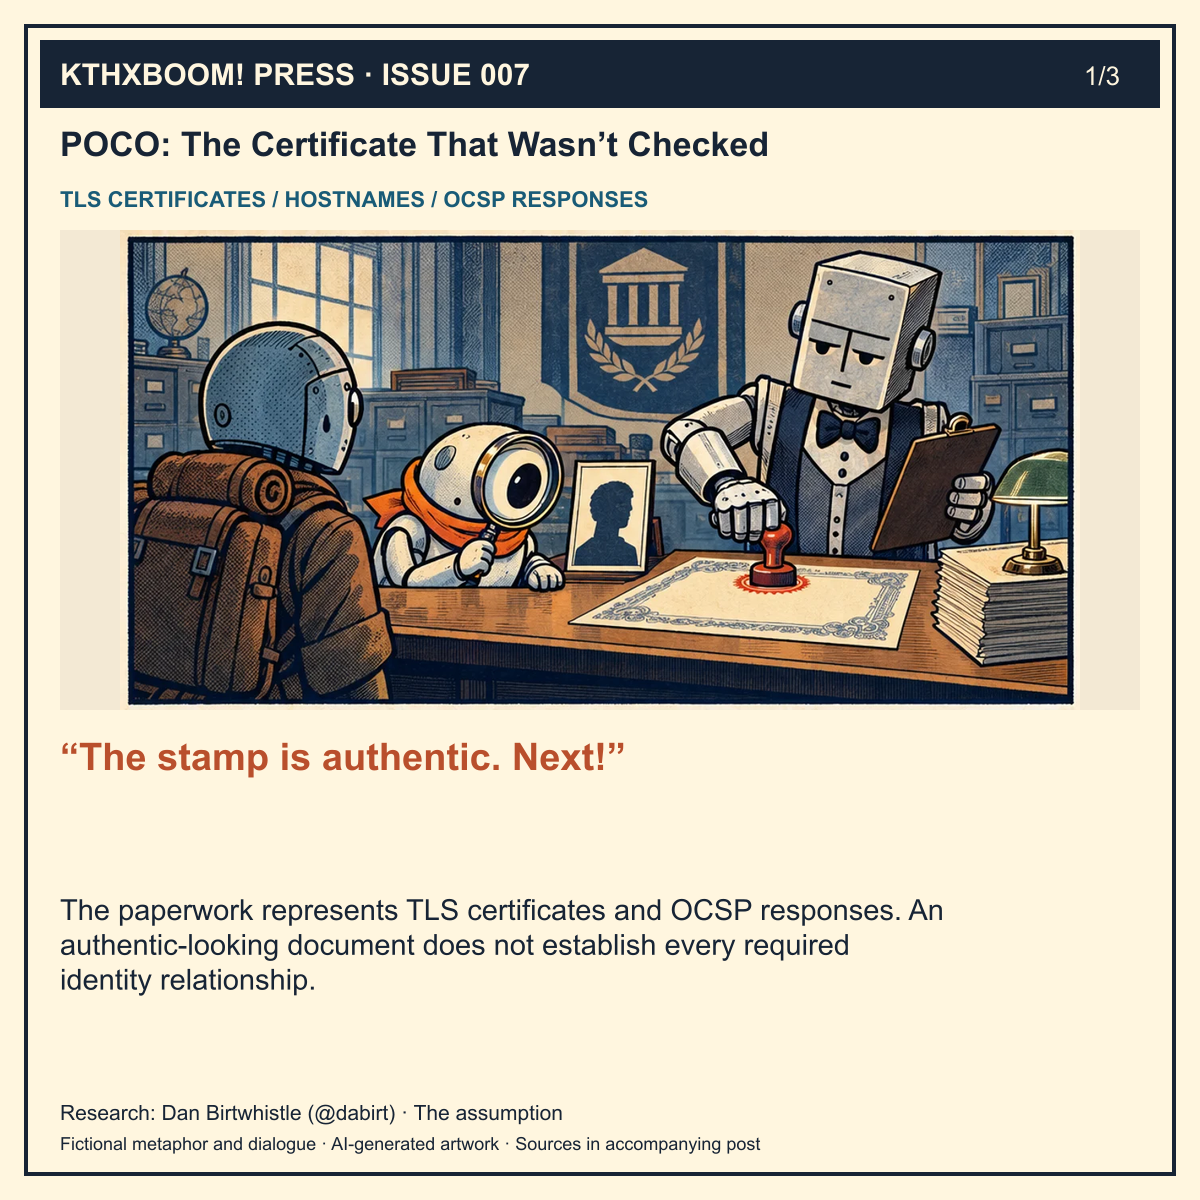 KTHXBOOM! PRESS · ISSUE 007
1/3
POCO: The Certificate That Wasn’t Checked
TLS CERTIFICATES / HOSTNAMES / OCSP RESPONSES
“The stamp is authentic. Next!”
The paperwork represents TLS certificates and OCSP responses. An
authentic-looking document does not establish every required
identity relationship.
Research: Dan Birtwhistle (@dabirt) · The assumption
Fictional metaphor and dialogue · AI-generated artwork · Sources in accompanying post